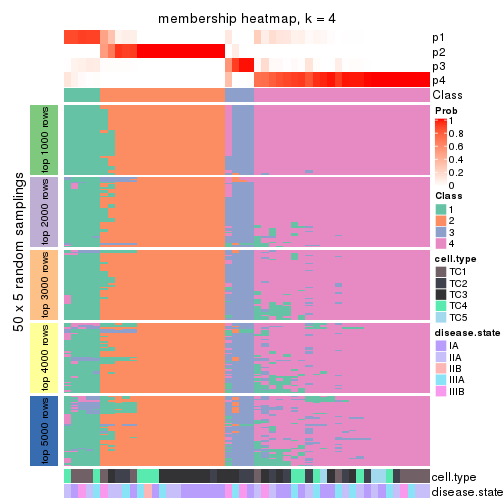 membership heatmap, k = 4
p1
p2
p3
p4
Class
50 x 5 random samplings
top 1000 rows
top 2000 rows
top 3000 rows
top 4000 rows
top 5000 rows
cell.type
disease.state
Prob
1
0.8
0.6
0.4
0.2
0
Class
1
2
3
4
cell.type
TC1
TC2
TC3
TC4
TC5
disease.state
IA
IIA
IIB
IIIA
IIIB